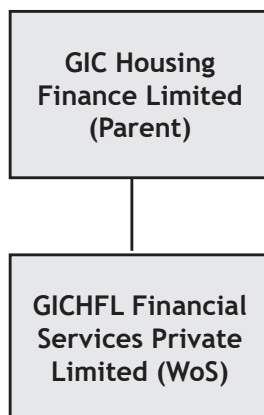 GIC Housing
Finance Limited
(Parent)
GICHFL Financial
Services Private
Limited (WoS)